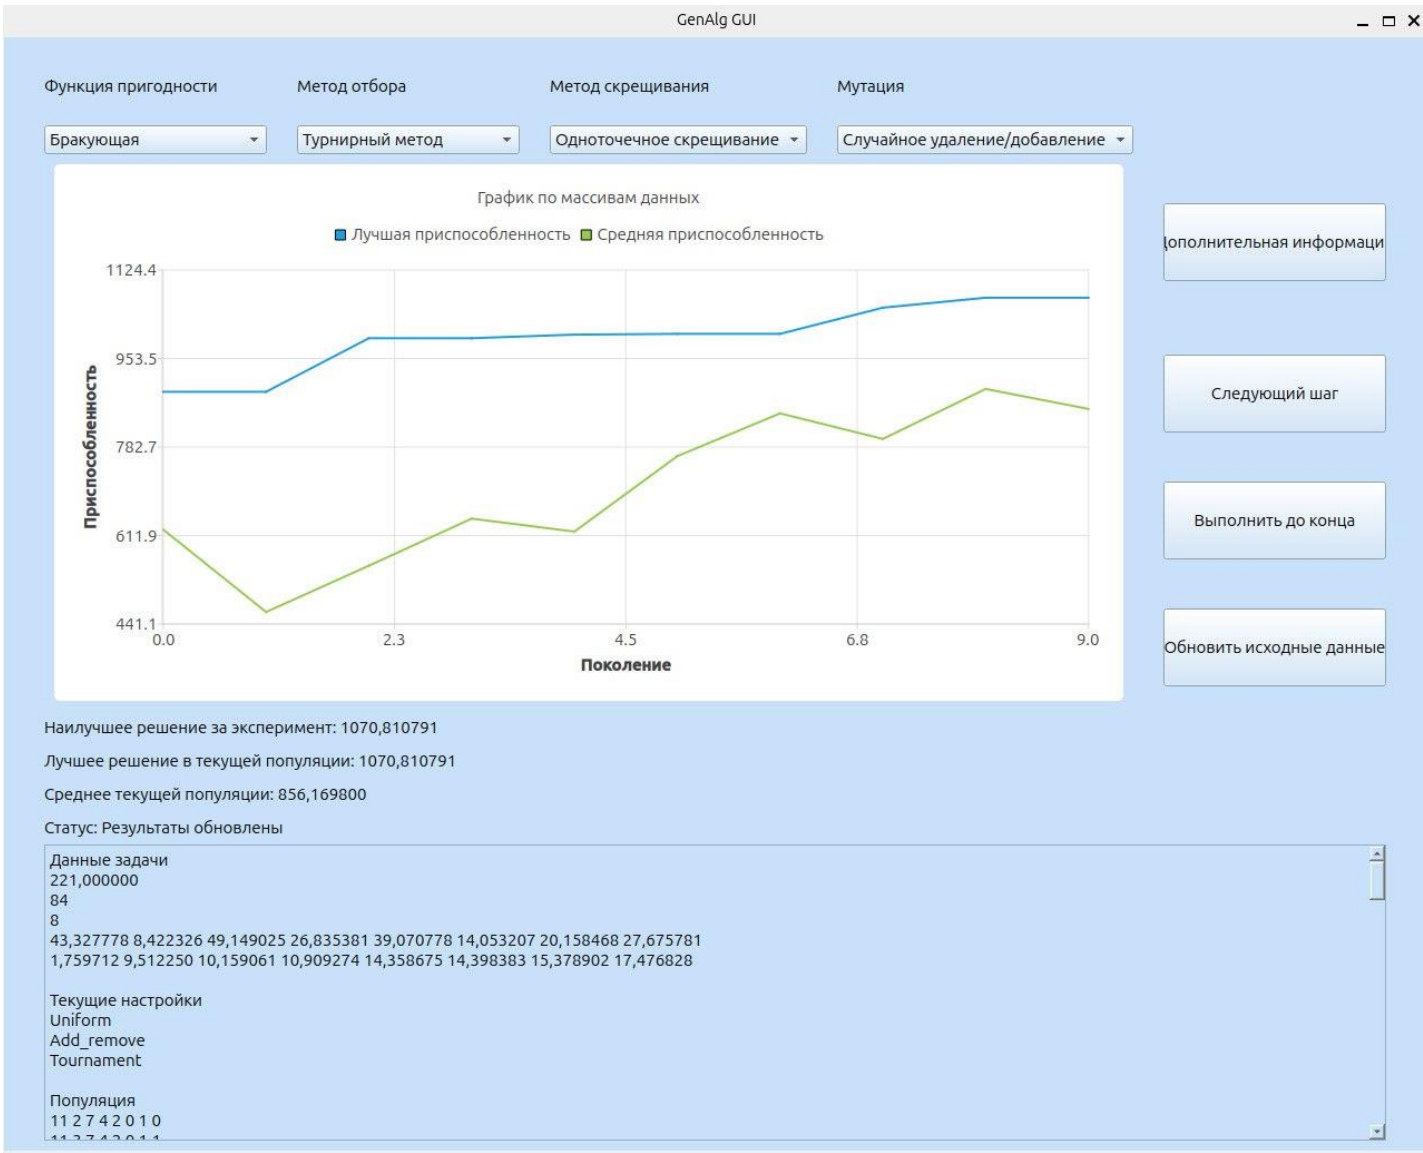 GenAlg GUI
Функция пригодности Метод отбора Метод скрещивания Мутация
Бракующая Турнирный метод Одноточечное скрещивание Случайное удаление/добавление
График по массивам данных
Лучшая приспособленность Средняя приспособленность
1124.4
953.5
782.7
611.9
441.1
Приспособленность
0.0 2.3 4.5 6.8 9.0
Поколение
ополнительная информаци
Следующий шаг
Выполнить до конца
Обновить исходные данные
Наилучшее решение за эксперимент: 1070,810791
Лучшее решение в текущей популяции: 1070,810791
Среднее текущей популяции: 856,169800
Статус: Результаты обновлены
Данные задачи
221,000000
84
8
43,327778 8,422326 49,149025 26,835381 39,070778 14,053207 20,158468 27,675781
1,759712 9,512250 10,159061 10,909274 14,358675 14,398383 15,378902 17,476828
Текущие настройки
Uniform
Add_remove
Tournament
Популяция
11 2 7 4 2 0 1 0